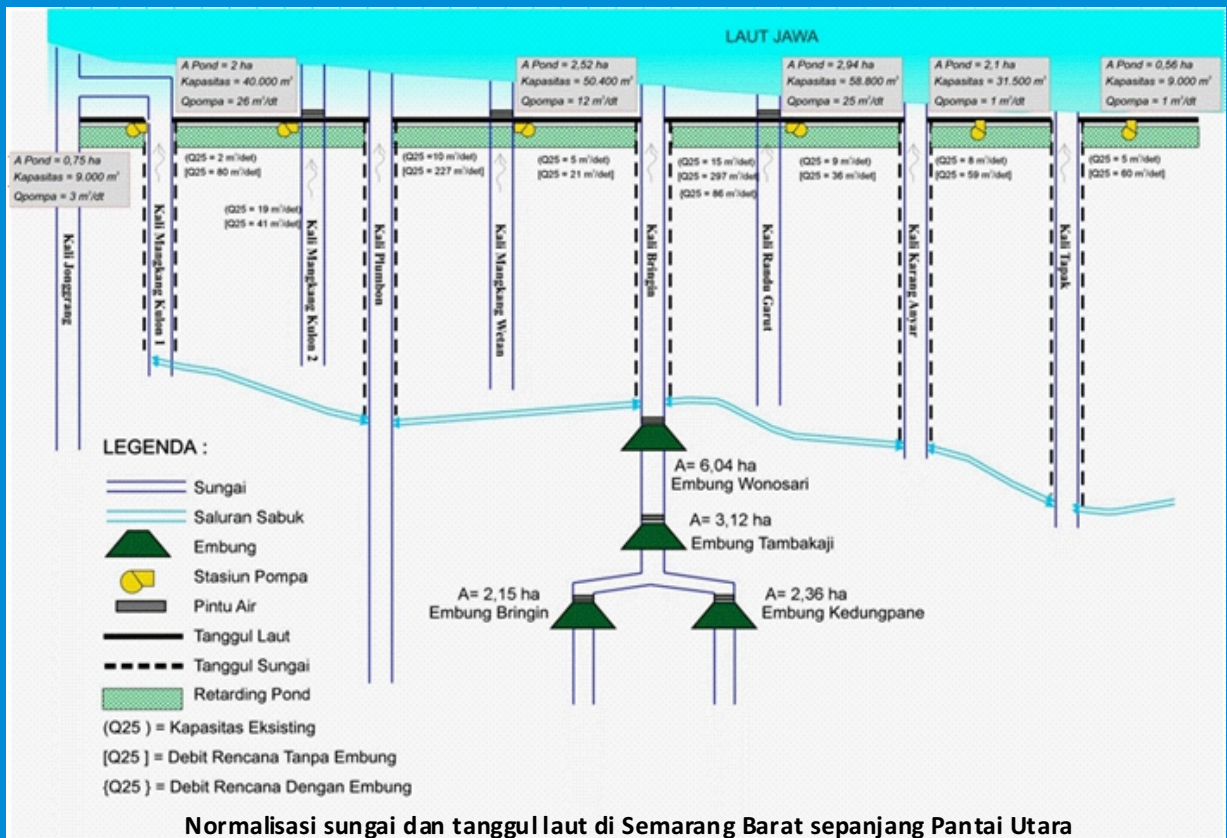 LAUT JAWA
A Pond = 2 ha
Kapasitas = 40.000 m³
Qpompa = 26 m³/dt
A Pond = 2,52 ha
Kapasitas = 50.400 m³
Qpompa = 12 m³/dt
A Pond = 2,94 ha
Kapasitas = 58.800 m³
Qpompa = 25 m³/dt
A Pond = 2,1 ha
Kapasitas = 31.500 m³
Qpompa = 1 m³/dt
A Pond = 0,56 ha
Kapasitas = 9.000 m³
Qpompa = 1 m³/dt
A Pond = 0,75 ha
Kapasitas = 9.000 m³
Qpompa = 3 m³/dt
(Q25 = 2 m³/det)
[Q25 = 80 m³/det]
(Q25 = 19 m³/det)
[Q25 = 41 m³/det]
(Q25 =10 m³/det)
[Q25 = 227 m³/det]
(Q25 = 5 m³/det)
[Q25 = 21 m³/det]
(Q25 = 15 m³/det)
[Q25 = 297 m³/det]
{Q25 = 86 m³/det}
(Q25 = 9 m³/det)
[Q25 = 36 m³/det]
(Q25 = 8 m³/det)
[Q25 = 59 m³/det]
(Q25 = 5 m³/det)
[Q25 = 60 m³/det]
Kali Jonggrang
Kali Mangkang Kulon 1
Kali Mangkang Kulon 2
Kali Plumbon
Kali Mangkang Wetan
Kali Bringin
Kali Randu Garut
Kali Karang Anyar
Kali Tapak
A= 6,04 ha
Embung Wonosari
A= 3,12 ha
Embung Tambakaji
A= 2,15 ha
Embung Bringin
A= 2,36 ha
Embung Kedungpane
LEGENDA :
Sungai
Saluran Sabuk
Embung
Stasiun Pompa
Pintu Air
Tanggul Laut
Tanggul Sungai
Retarding Pond
(Q25 ) = Kapasitas Eksisting
[Q25 ] = Debit Rencana Tanpa Embung
{Q25 } = Debit Rencana Dengan Embung
Normalisasi sungai dan tanggul laut di Semarang Barat sepanjang Pantai Utara